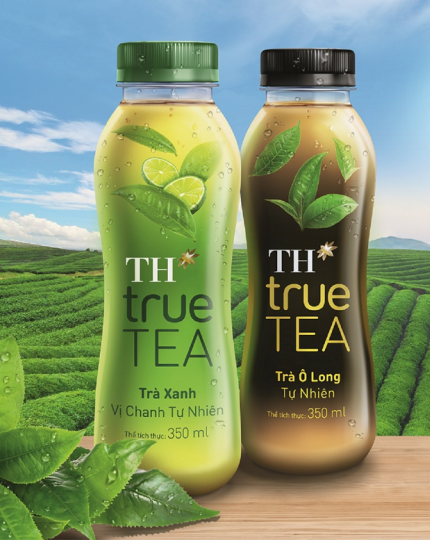 TH
true
TEA
Trà Xanh
Vị Chanh Tự Nhiên
Thể tích thực: 350 ml
TH
true
TEA
Trà Ô Long
Tự Nhiên
Thể tích thực: 350 ml